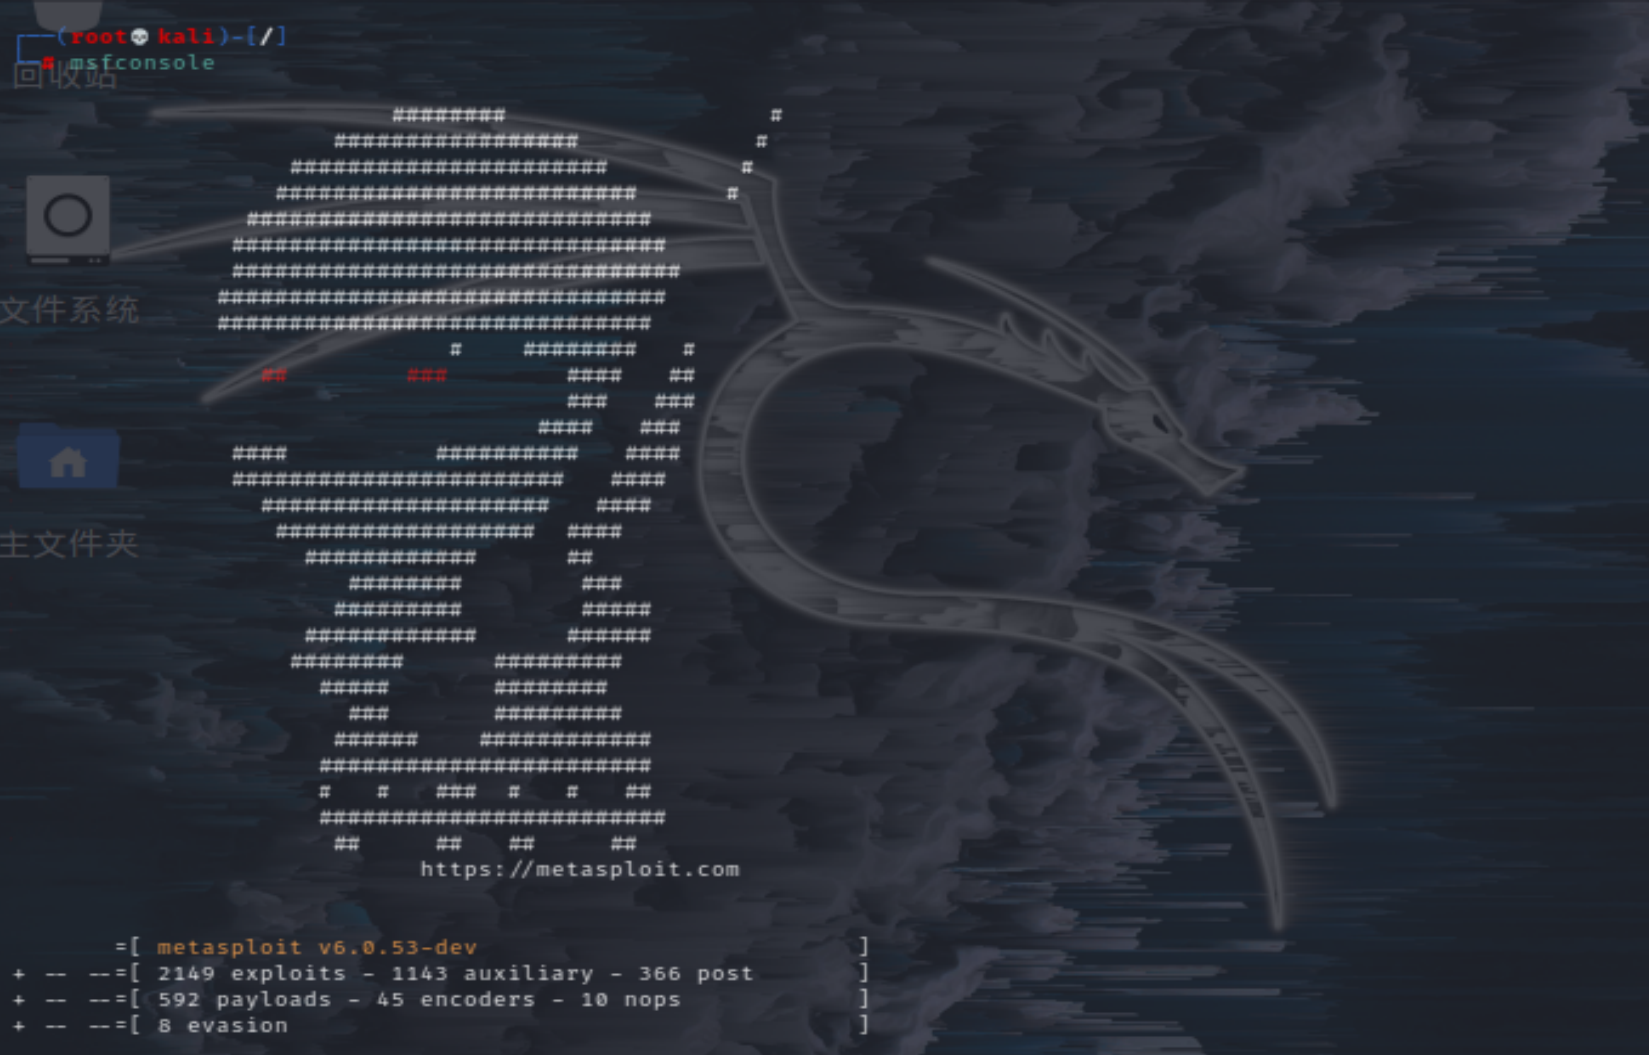 ┌──(root💀kali)-[/]
└─# msfconsole
回收站
文件系统
主文件夹
https://metasploit.com
=[ metasploit v6.0.53-dev ]
+ -- --=[ 2149 exploits - 1143 auxiliary - 366 post ]
+ -- --=[ 592 payloads - 45 encoders - 10 nops ]
+ -- --=[ 8 evasion ]